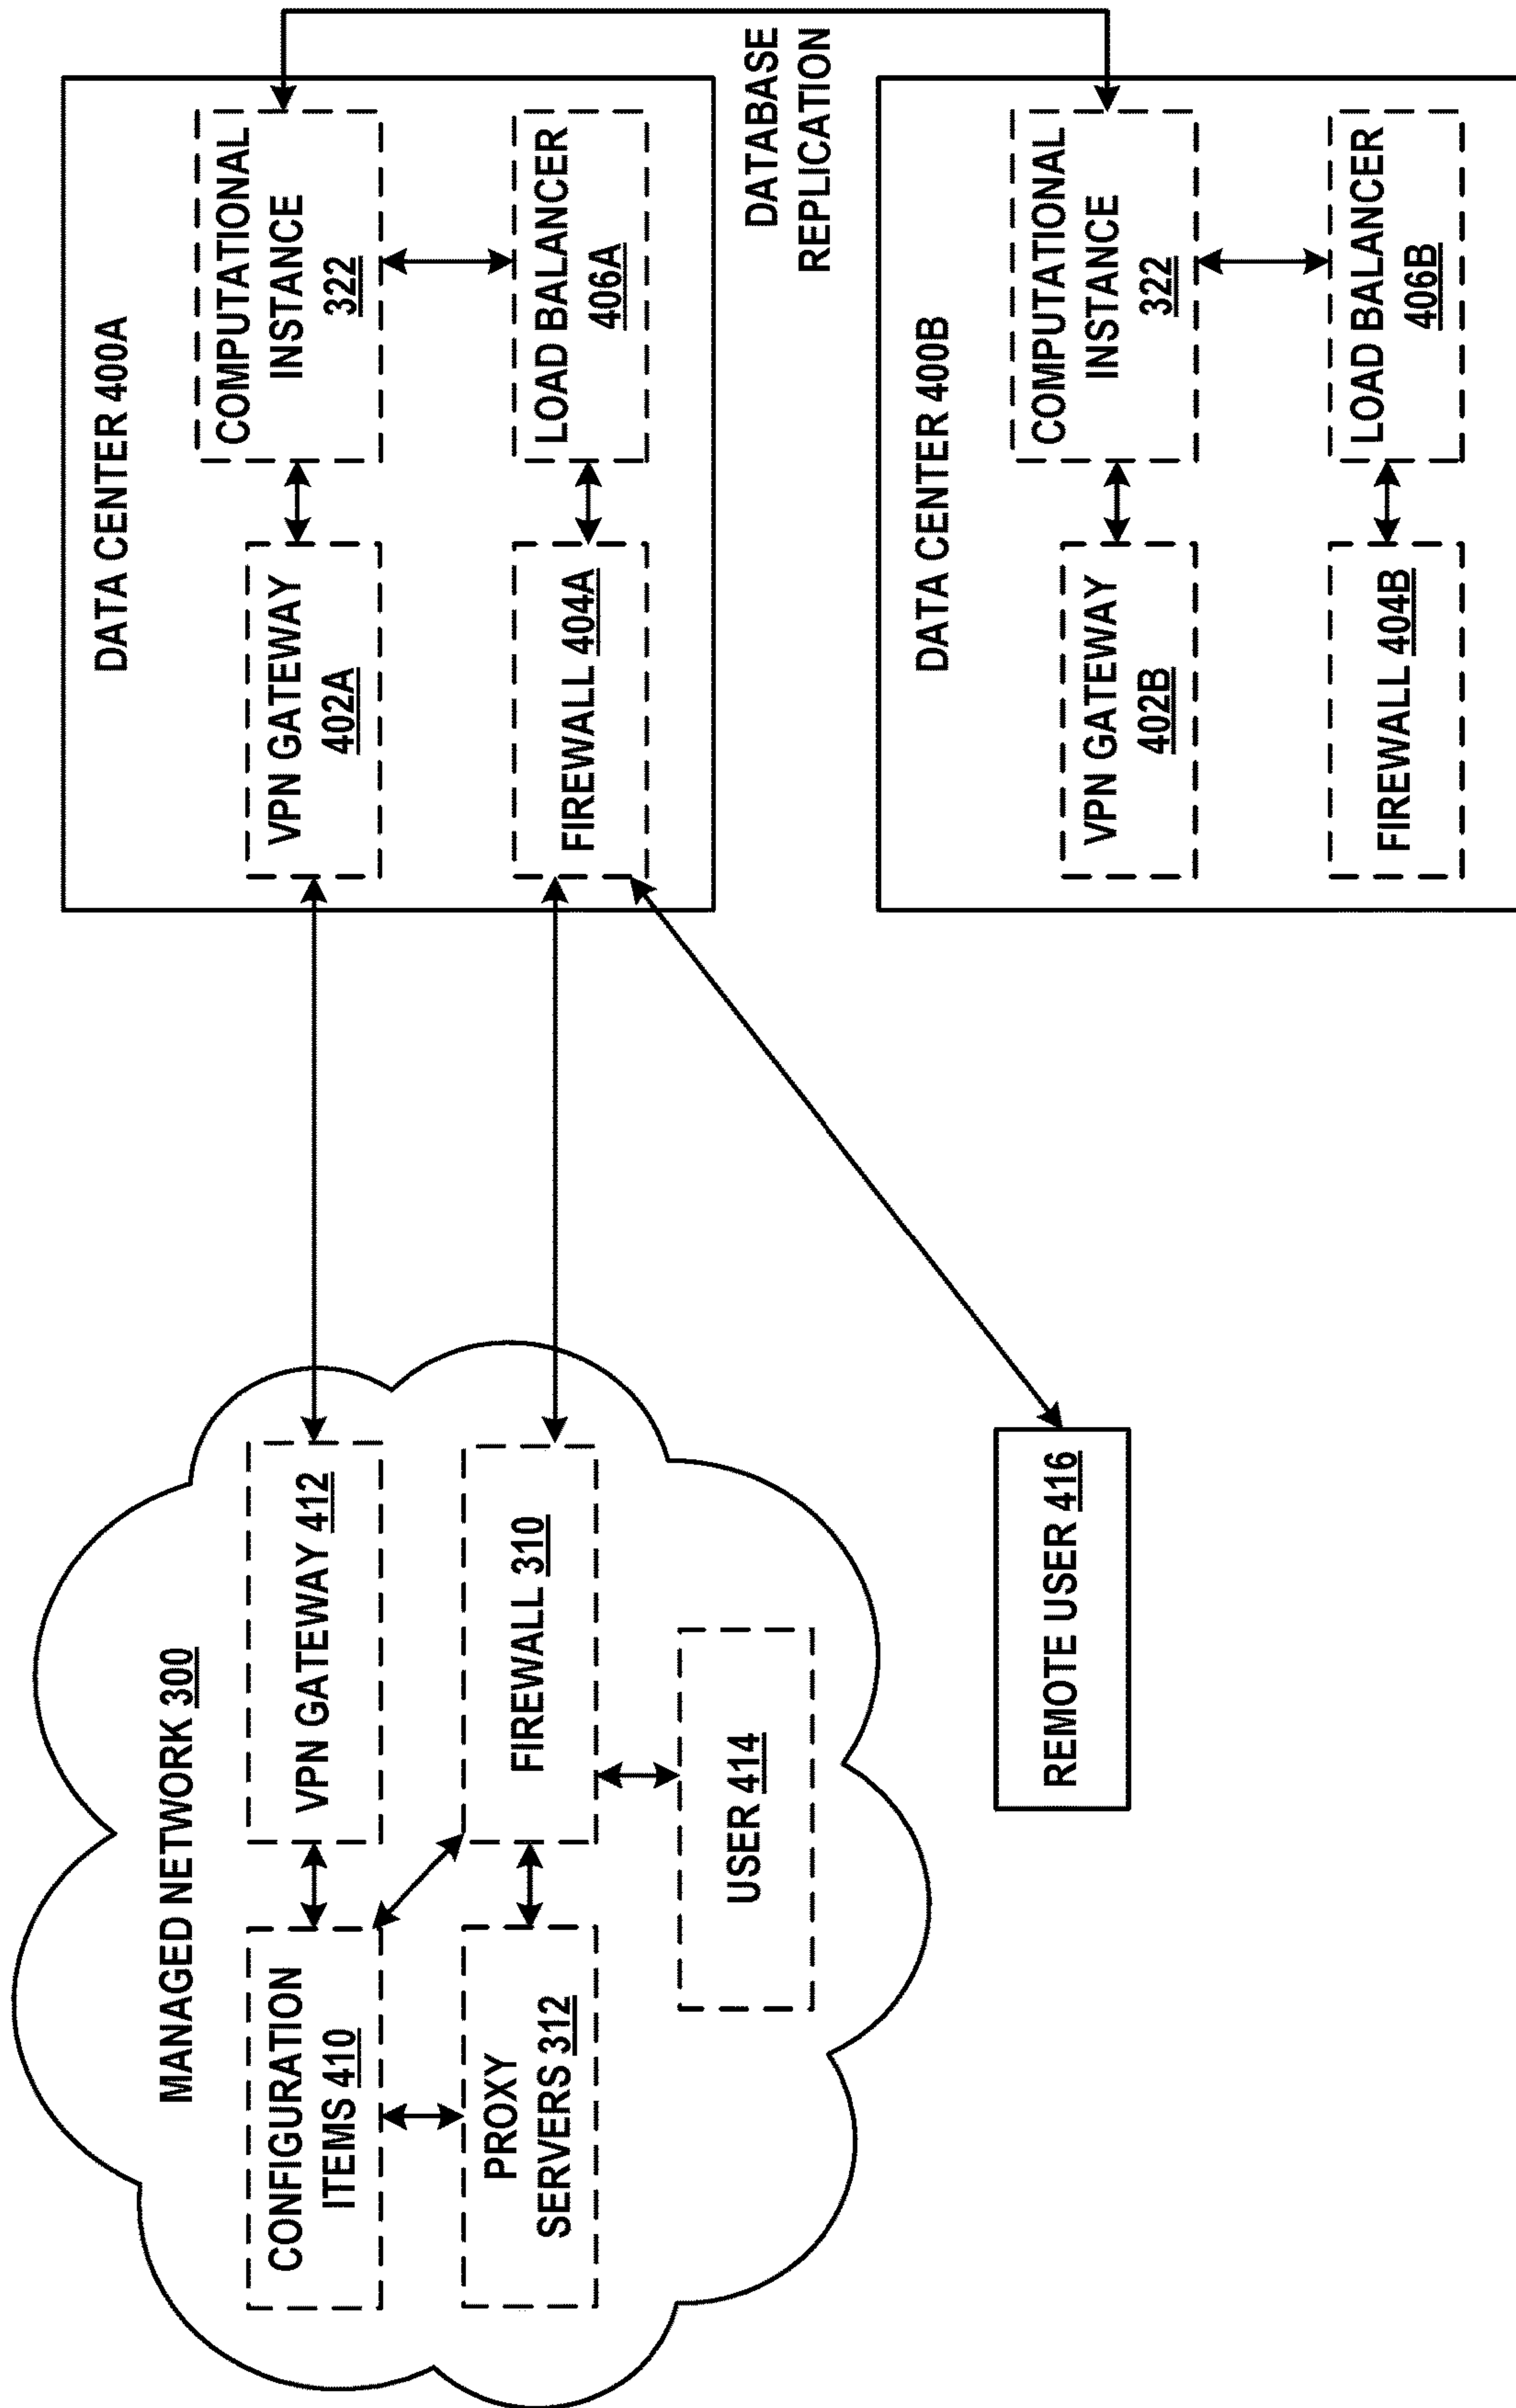 MANAGED NETWORK 300
CONFIGURATION
ITEMS 410
VPN GATEWAY 412
PROXY
SERVERS 312
FIREWALL 310
USER 414
REMOTE USER 416
DATA CENTER 400A
VPN GATEWAY
402A
COMPUTATIONAL
INSTANCE
322
FIREWALL 404A
LOAD BALANCER
406A
DATABASE
REPLICATION
DATA CENTER 400B
VPN GATEWAY
402B
COMPUTATIONAL
INSTANCE
322
FIREWALL 404B
LOAD BALANCER
406B